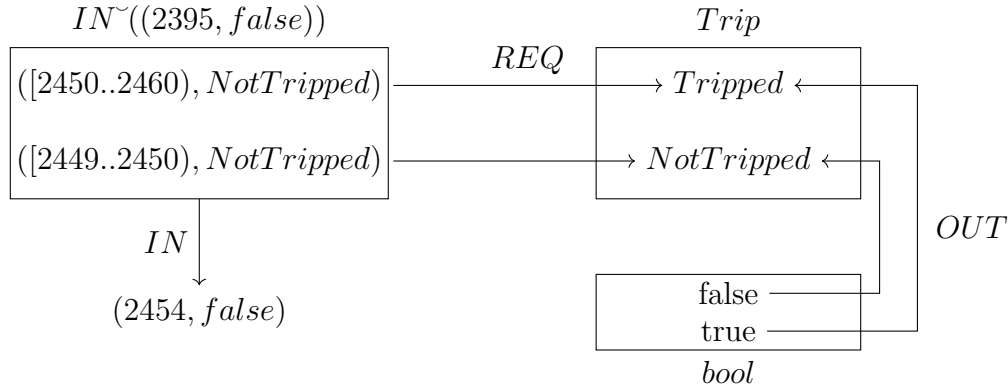 IN˘((2395, false))
Trip
([2450..2460), NotTripped)
REQ
Tripped
([2449..2450), NotTripped)
NotTripped
IN
OUT
(2454, false)
false
true
bool